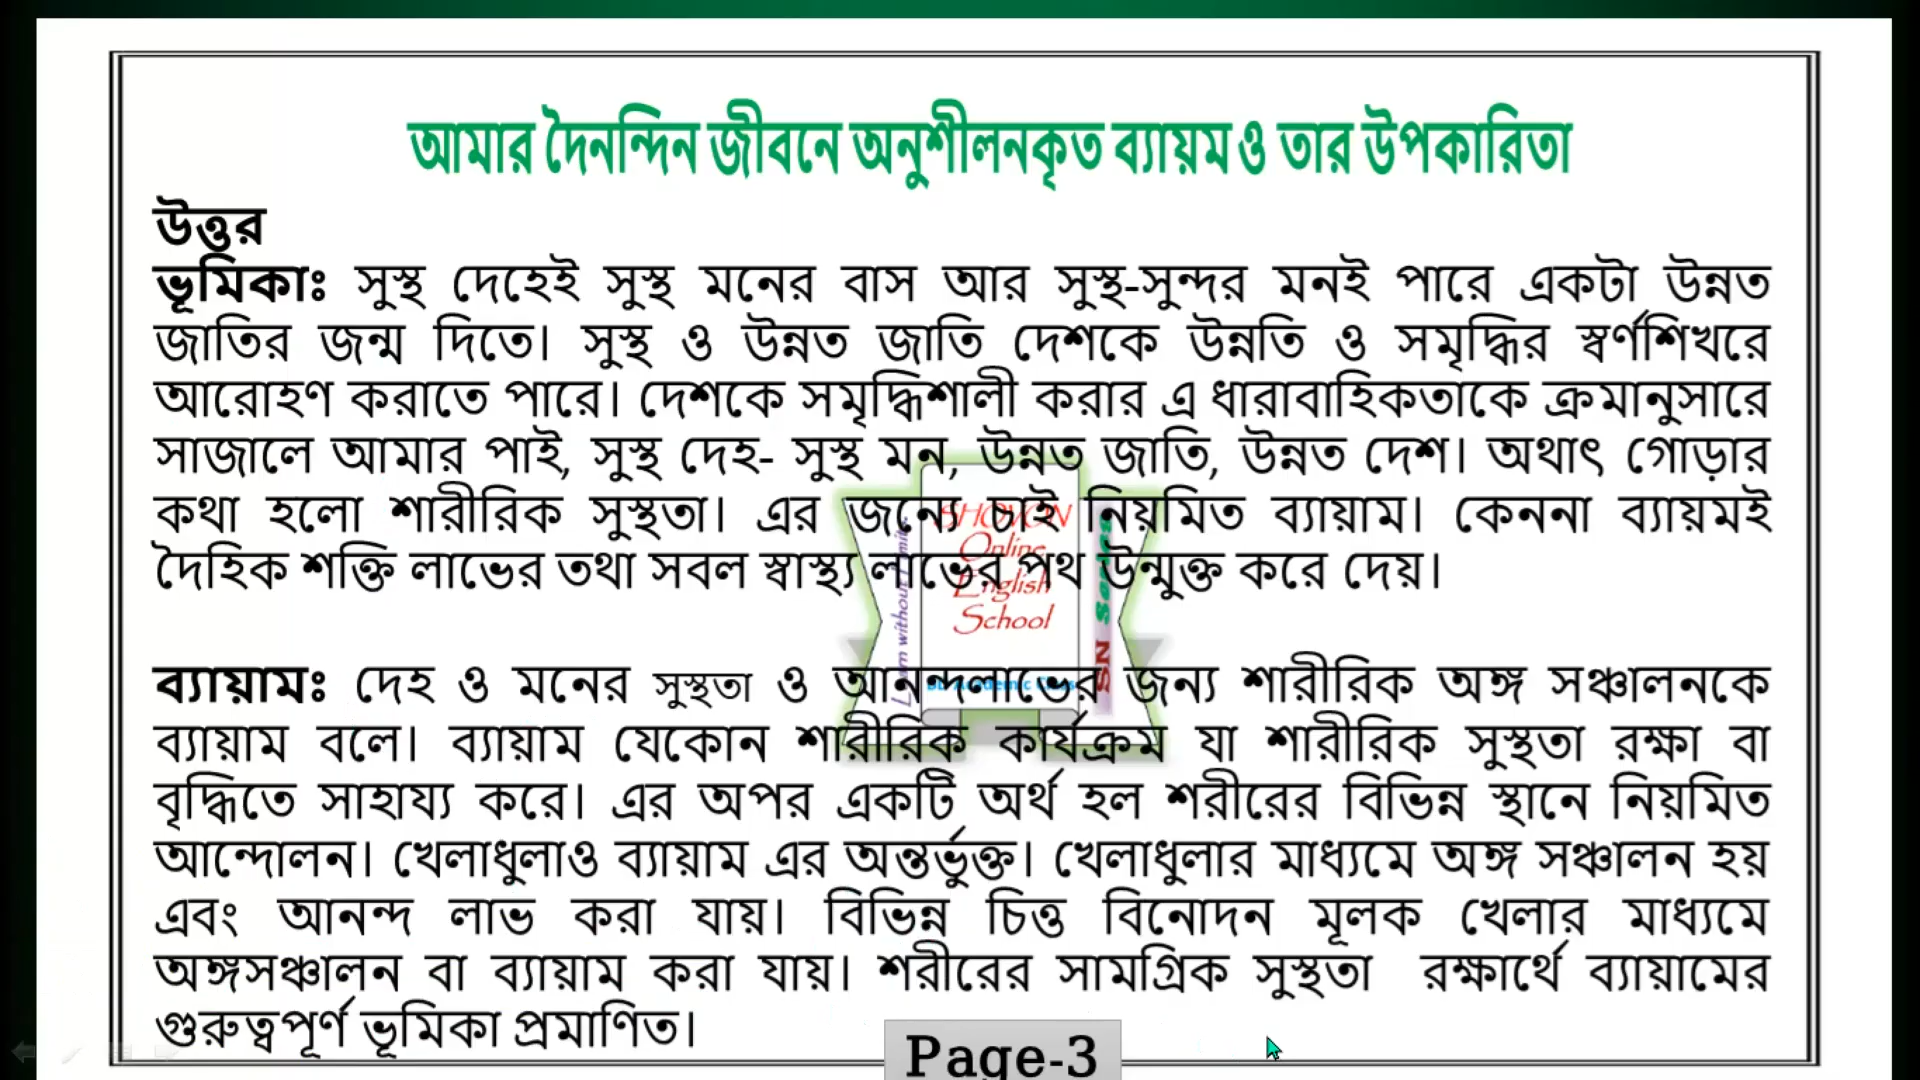 আমার দৈনন্দিন জীবনে অনুশীলনকৃত ব্যায়ম ও তার উপকারিতা
উত্তর
ভূমিকাঃ সুস্থ দেহেই সুস্থ মনের বাস আর সুস্থ-সুন্দর মনই পারে একটা উন্নত
জাতির জন্ম দিতে। সুস্থ ও উন্নত জাতি দেশকে উন্নতি ও সমৃদ্ধির স্বর্ণশিখরে
আরোহণ করাতে পারে। দেশকে সমৃদ্ধিশালী করার এ ধারাবাহিকতাকে ক্রমানুসারে
সাজালে আমার পাই, সুস্থ দেহ- সুস্থ মন, উন্নত জাতি, উন্নত দেশ। অথাৎ গোড়ার
কথা হলো শারীরিক সুস্থতা। এর জন্যে চাই নিয়মিত ব্যায়াম। কেননা ব্যায়মই
দৈহিক শক্তি লাভের তথা সবল স্বাস্থ্য লাভের পথ উন্মুক্ত করে দেয়।
ব্যায়ামঃ দেহ ও মনের সুস্থতা ও আনন্দলাভের জন্য শারীরিক অঙ্গ সঞ্চালনকে
ব্যায়াম বলে। ব্যায়াম যেকোন শারীরিক কার্যক্রম যা শারীরিক সুস্থতা রক্ষা বা
বৃদ্ধিতে সাহায্য করে। এর অপর একটি অর্থ হল শরীরের বিভিন্ন স্থানে নিয়মিত
আন্দোলন। খেলাধুলাও ব্যায়াম এর অন্তর্ভুক্ত। খেলাধুলার মাধ্যমে অঙ্গ সঞ্চালন হয়
এবং আনন্দ লাভ করা যায়। বিভিন্ন চিত্ত বিনোদন মূলক খেলার মাধ্যমে
অঙ্গসঞ্চালন বা ব্যায়াম করা যায়। শরীরের সামগ্রিক সুস্থতা রক্ষার্থে ব্যায়ামের
গুরুত্বপূর্ণ ভূমিকা প্রমাণিত।
SHOVON
Online
English
School
SN Series
without
Page-3